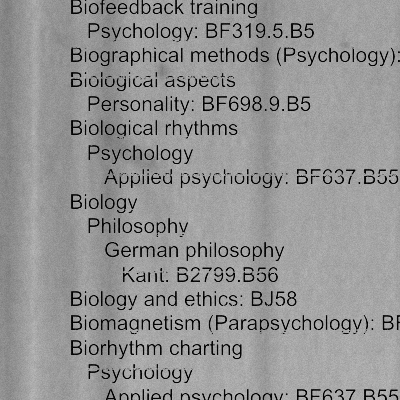 Biofeedback training
Psychology: BF319.5.B5
Biographical methods (Psychology):
Biological aspects
Personality: BF698.9.B5
Biological rhythms
Psychology
Applied psychology: BF637.B55
Biology
Philosophy
German philosophy
Kant: B2799.B56
Biology and ethics: BJ58
Biomagnetism (Parapsychology): BF
Biorhythm charting
Psychology
Applied psychology: BF637.B55